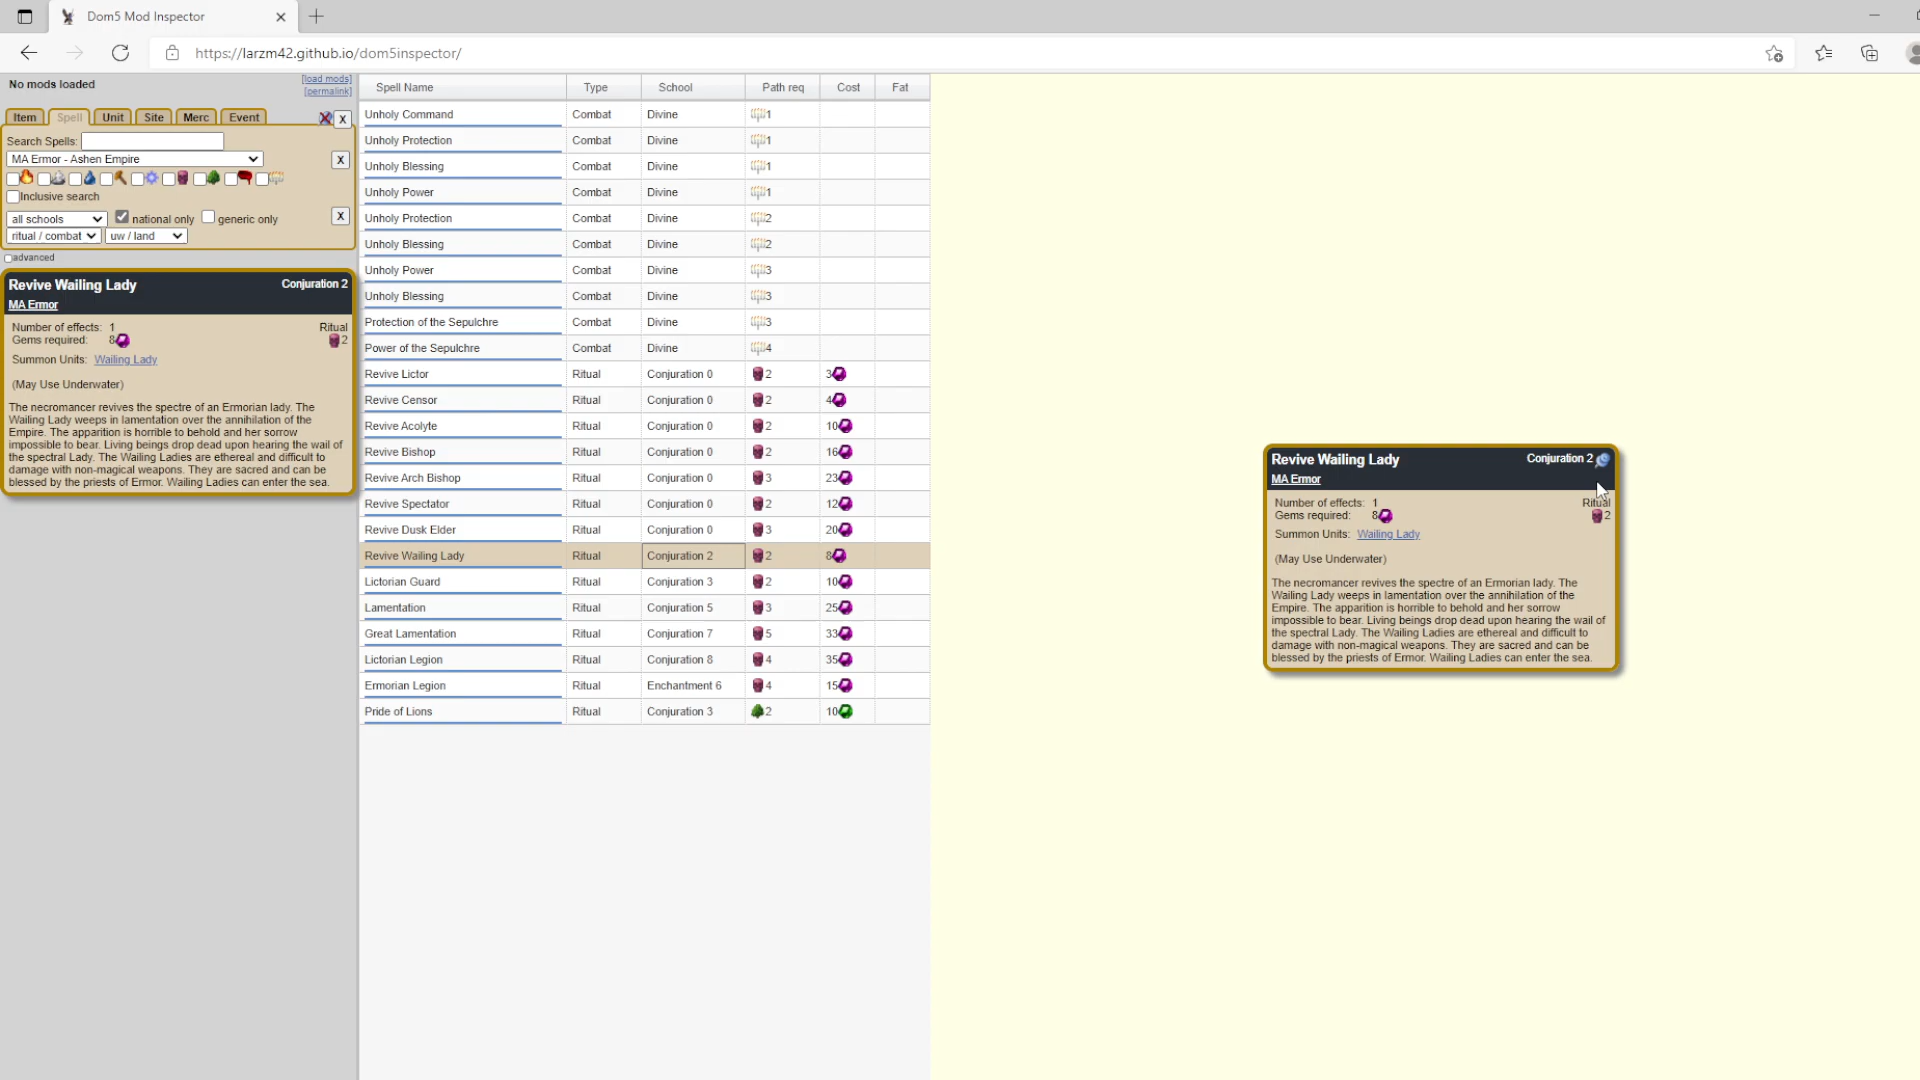 Dom5 Mod Inspector
https://larzm42.github.io/dom5inspector/
No mods loaded
[load mods]
[permalink]
Item Spell Unit Site Merc Event X
Search Spells:
MA Ermor - Ashen Empire X
Inclusive search
all schools national only generic only X
ritual / combat uw / land
advanced
Revive Wailing Lady Conjuration 2
MA Ermor
Number of effects: 1 Ritual
Gems required: 8 2
Summon Units: Wailing Lady
(May Use Underwater)
The necromancer revives the spectre of an Ermorian lady. The
Wailing Lady weeps in lamentation over the annihilation of the
Empire. The apparition is horrible to behold and her sorrow
impossible to bear. Living beings drop dead upon hearing the wail of
the spectral Lady. The Wailing Ladies are ethereal and difficult to
damage with non-magical weapons. They are sacred and can be
blessed by the priests of Ermor. Wailing Ladies can enter the sea.
Spell Name Type School Path req Cost Fat
Unholy Command Combat Divine 1
Unholy Protection Combat Divine 1
Unholy Blessing Combat Divine 1
Unholy Power Combat Divine 1
Unholy Protection Combat Divine 2
Unholy Blessing Combat Divine 2
Unholy Power Combat Divine 3
Unholy Blessing Combat Divine 3
Protection of the Sepulchre Combat Divine 3
Power of the Sepulchre Combat Divine 4
Revive Lictor Ritual Conjuration 0 2 3
Revive Censor Ritual Conjuration 0 2 4
Revive Acolyte Ritual Conjuration 0 2 10
Revive Bishop Ritual Conjuration 0 2 16
Revive Arch Bishop Ritual Conjuration 0 3 23
Revive Spectator Ritual Conjuration 0 2 12
Revive Dusk Elder Ritual Conjuration 0 3 20
Revive Wailing Lady Ritual Conjuration 2 2 8
Lictorian Guard Ritual Conjuration 3 2 10
Lamentation Ritual Conjuration 5 3 25
Great Lamentation Ritual Conjuration 7 5 33
Lictorian Legion Ritual Conjuration 8 4 35
Ermorian Legion Ritual Enchantment 6 4 15
Pride of Lions Ritual Conjuration 3 2 10
Revive Wailing Lady Conjuration 2
MA Ermor
Number of effects: 1 Ritual
Gems required: 8 2
Summon Units: Wailing Lady
(May Use Underwater)
The necromancer revives the spectre of an Ermorian lady. The
Wailing Lady weeps in lamentation over the annihilation of the
Empire. The apparition is horrible to behold and her sorrow
impossible to bear. Living beings drop dead upon hearing the wail of
the spectral Lady. The Wailing Ladies are ethereal and difficult to
damage with non-magical weapons. They are sacred and can be
blessed by the priests of Ermor. Wailing Ladies can enter the sea.